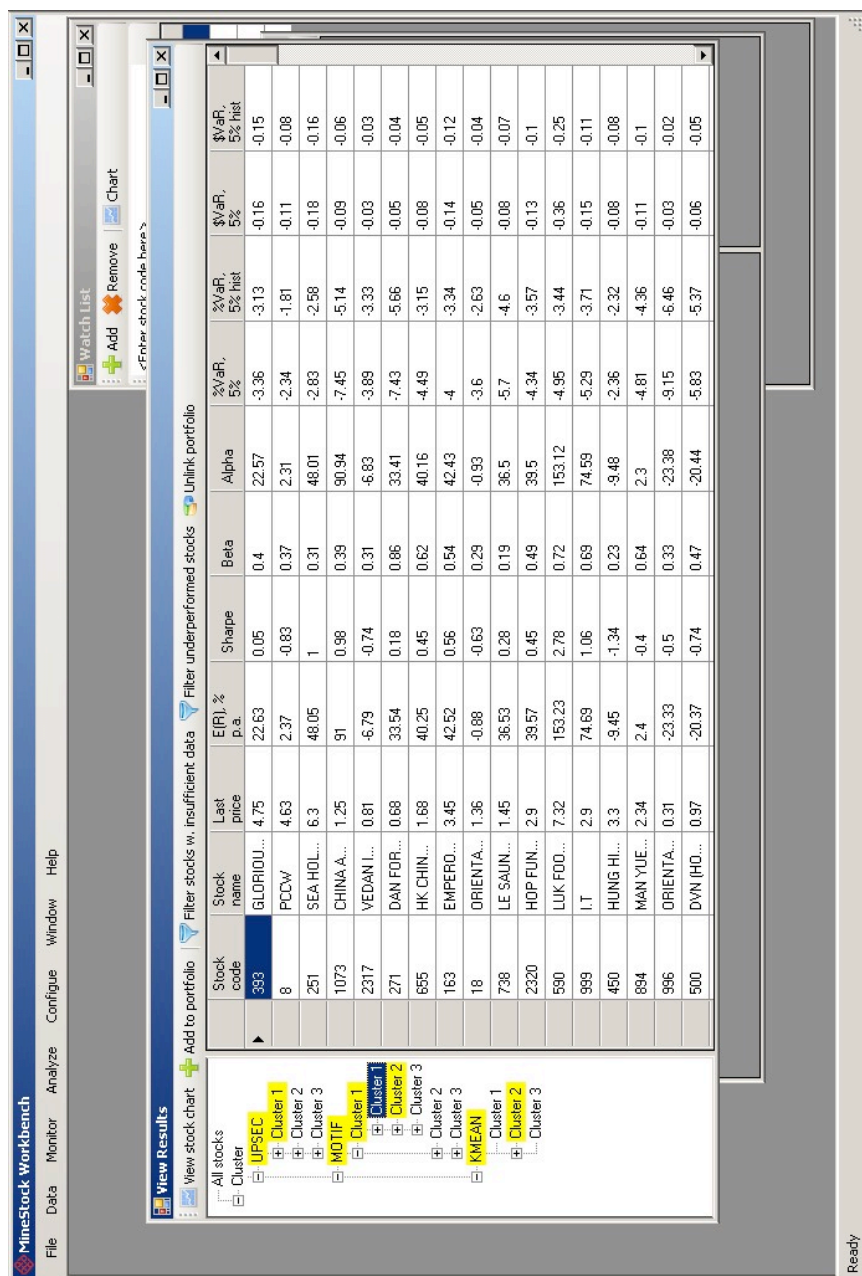 MineStock Workbench
File Data Monitor Analyze Configue Window Help
Watch List
Add Remove Chart
<Enter stock code here>
View Results
View stock chart Add to portfolio Filter stocks w. insufficient data Filter underperformed stocks Unlink portfolio
All stocks
Cluster
UPSEC
Cluster 1
Cluster 2
Cluster 3
MOTIF
Cluster 1
Cluster 1
Cluster 2
Cluster 3
Cluster 2
Cluster 3
KMEAN
Cluster 1
Cluster 2
Cluster 3
Stock code Stock name Last price E(R), % p.a. Sharpe Beta Alpha %VaR, 5% %VaR, 5% hist $VaR, 5% $VaR, 5% hist
393 GLORIOU... 4.75 22.63 0.05 0.4 22.57 -3.36 -3.13 -0.16 -0.15
8 PCCW 4.63 2.37 -0.83 0.37 2.31 -2.34 -1.81 -0.11 -0.08
251 SEA HOL... 6.3 48.05 1 0.31 48.01 -2.83 -2.58 -0.18 -0.16
1073 CHINA A... 1.25 91 0.98 0.39 90.94 -7.45 -5.14 -0.09 -0.06
2317 VEDAN I... 0.81 -6.79 -0.74 0.31 -6.83 -3.89 -3.33 -0.03 -0.03
271 DAN FOR... 0.68 33.54 0.18 0.86 33.41 -7.43 -5.66 -0.05 -0.04
655 HK CHIN... 1.68 40.25 0.45 0.62 40.16 -4.49 -3.15 -0.08 -0.05
163 EMPERO... 3.45 42.52 0.56 0.54 42.43 -4 -3.34 -0.14 -0.12
18 ORIENTA... 1.36 -0.88 -0.63 0.29 -0.93 -3.6 -2.63 -0.05 -0.04
738 LE SAUN... 1.45 36.53 0.28 0.19 36.5 -5.7 -4.6 -0.08 -0.07
2320 HOP FUN... 2.9 39.57 0.45 0.49 39.5 -4.34 -3.57 -0.13 -0.1
590 LUK FOO... 7.32 153.23 2.78 0.72 153.12 -4.95 -3.44 -0.36 -0.25
999 I.T 2.9 74.69 1.06 0.69 74.59 -5.29 -3.71 -0.15 -0.11
450 HUNG HI... 3.3 -9.45 -1.34 0.23 -9.48 -2.36 -2.32 -0.08 -0.08
894 MAN YUE... 2.34 2.4 -0.4 0.64 2.3 -4.81 -4.36 -0.11 -0.1
996 ORIENTA... 0.31 -23.33 -0.5 0.33 -23.38 -9.15 -6.46 -0.03 -0.02
500 DVN (HO... 0.97 -20.37 -0.74 0.47 -20.44 -5.83 -5.37 -0.06 -0.05
Ready